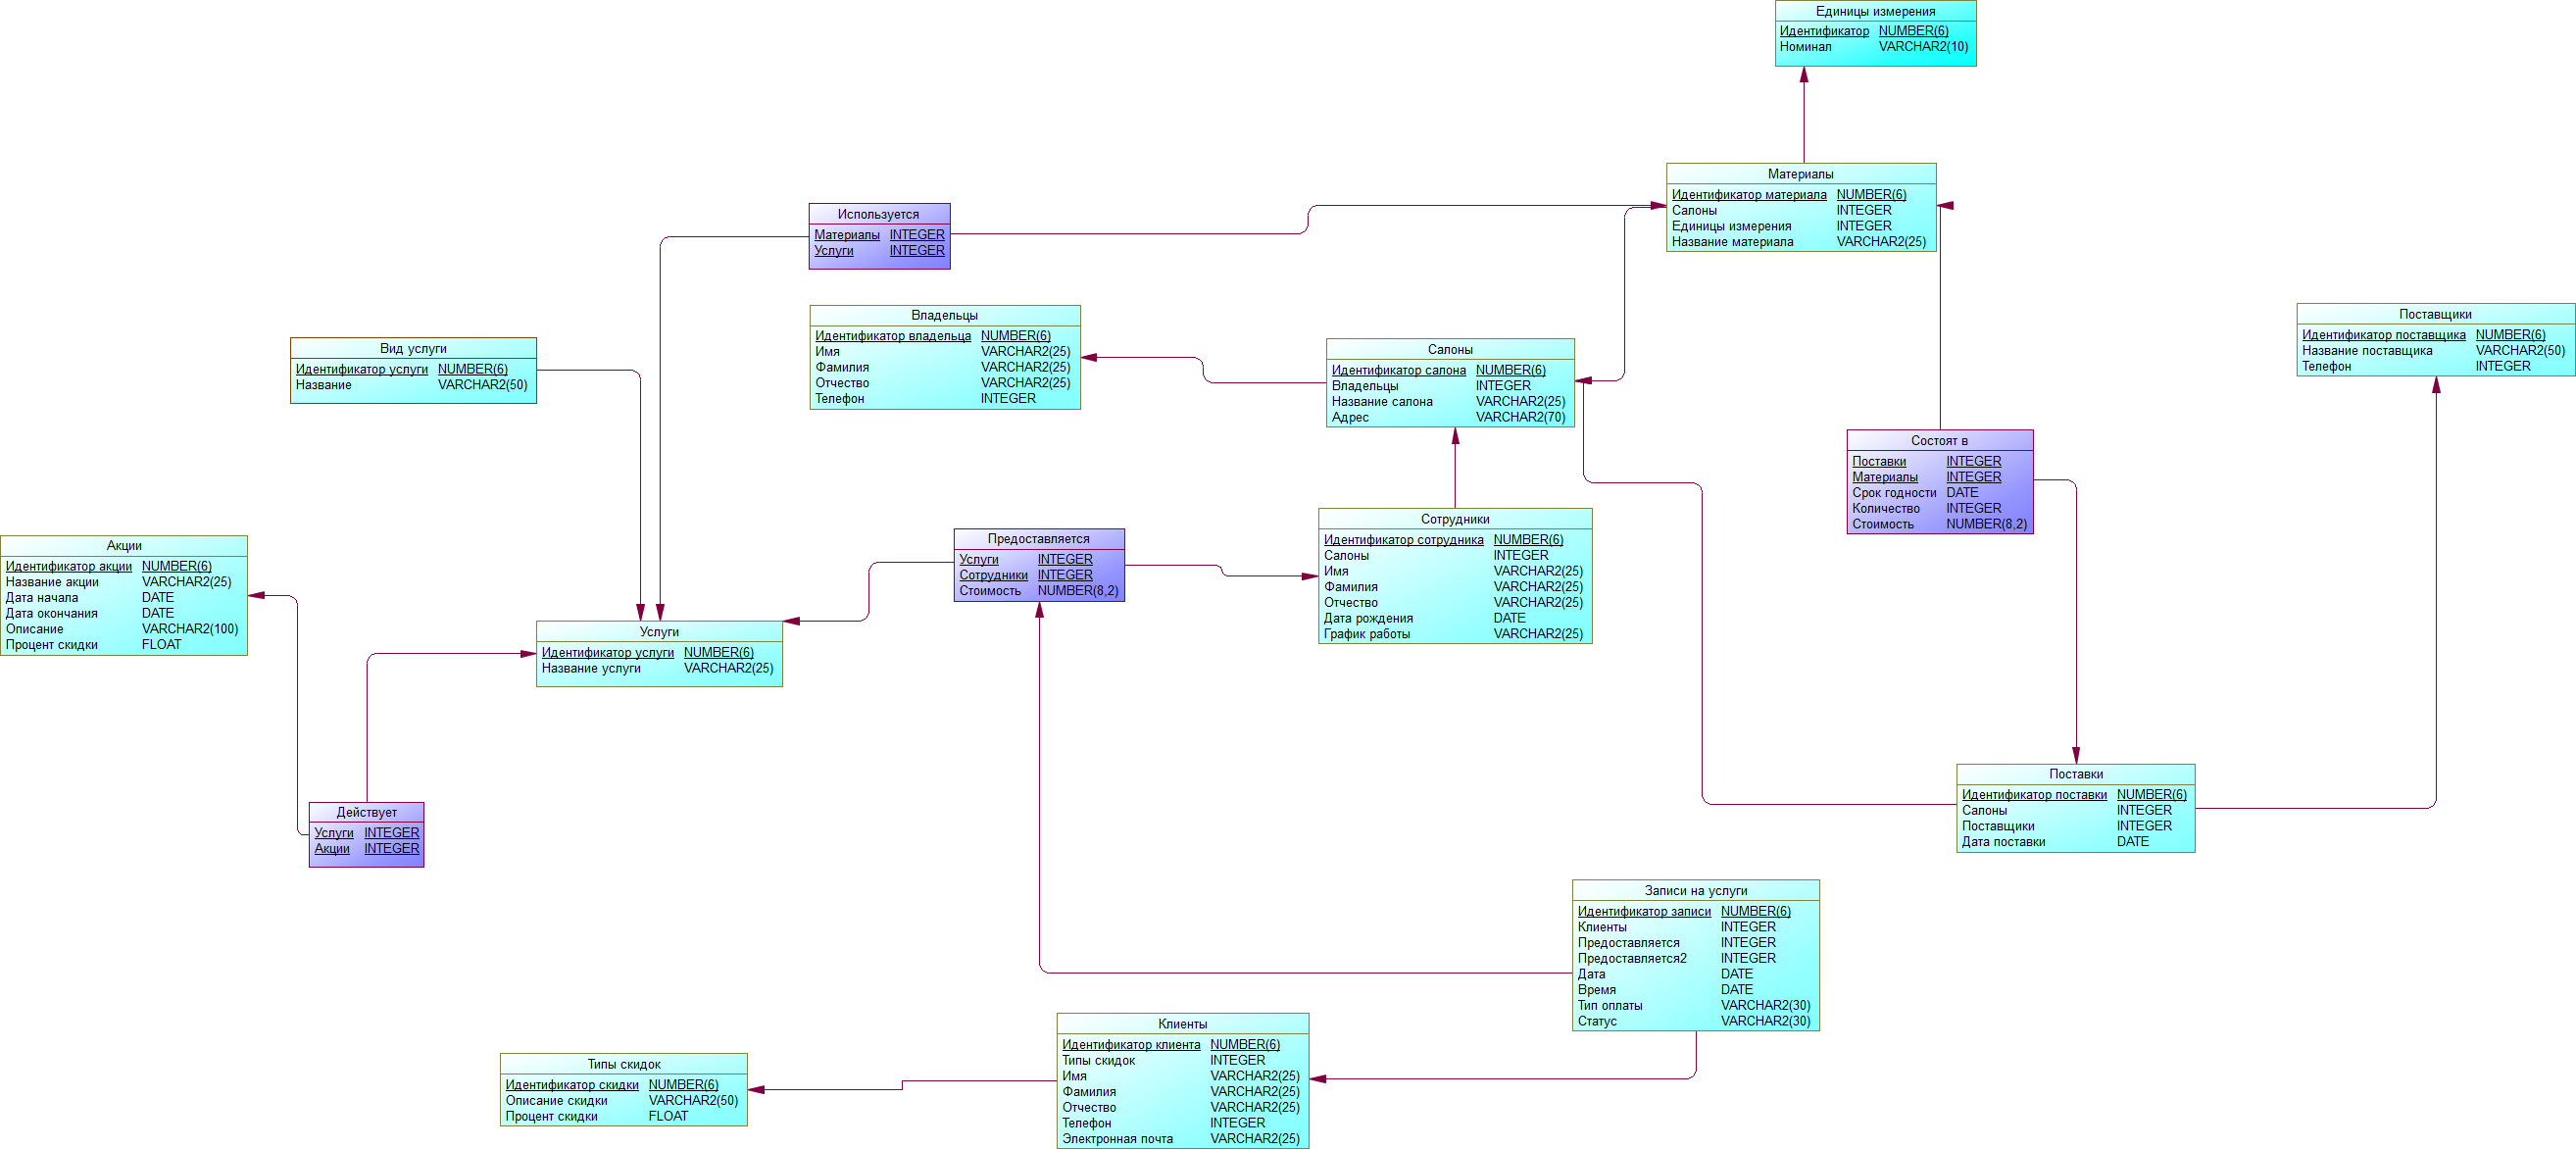 Единицы измерения
Идентификатор NUMBER(6)
Номинал VARCHAR2(10)
Материалы
Идентификатор материала NUMBER(6)
Салоны INTEGER
Единицы измерения INTEGER
Название материала VARCHAR2(25)
Используется
Материалы INTEGER
Услуги INTEGER
Владельцы
Идентификатор владельца NUMBER(6)
Имя VARCHAR2(25)
Фамилия VARCHAR2(25)
Отчество VARCHAR2(25)
Телефон INTEGER
Поставщики
Идентификатор поставщика NUMBER(6)
Название поставщика VARCHAR2(50)
Телефон INTEGER
Вид услуги
Идентификатор услуги NUMBER(6)
Название VARCHAR2(50)
Салоны
Идентификатор салона NUMBER(6)
Владельцы INTEGER
Название салона VARCHAR2(25)
Адрес VARCHAR2(70)
Состоят в
Поставки INTEGER
Материалы INTEGER
Срок годности DATE
Количество INTEGER
Стоимость NUMBER(8,2)
Сотрудники
Идентификатор сотрудника NUMBER(6)
Салоны INTEGER
Имя VARCHAR2(25)
Фамилия VARCHAR2(25)
Отчество VARCHAR2(25)
Дата рождения DATE
График работы VARCHAR2(25)
Предоставляется
Услуги INTEGER
Сотрудники INTEGER
Стоимость NUMBER(8,2)
Акции
Идентификатор акции NUMBER(6)
Название акции VARCHAR2(25)
Дата начала DATE
Дата окончания DATE
Описание VARCHAR2(100)
Процент скидки FLOAT
Услуги
Идентификатор услуги NUMBER(6)
Название услуги VARCHAR2(25)
Поставки
Идентификатор поставки NUMBER(6)
Салоны INTEGER
Поставщики INTEGER
Дата поставки DATE
Действует
Услуги INTEGER
Акции INTEGER
Записи на услуги
Идентификатор записи NUMBER(6)
Клиенты INTEGER
Предоставляется INTEGER
Предоставляется2 INTEGER
Дата DATE
Время DATE
Тип оплаты VARCHAR2(30)
Статус VARCHAR2(30)
Клиенты
Идентификатор клиента NUMBER(6)
Типы скидок INTEGER
Имя VARCHAR2(25)
Фамилия VARCHAR2(25)
Отчество VARCHAR2(25)
Телефон INTEGER
Электронная почта VARCHAR2(25)
Типы скидок
Идентификатор скидки NUMBER(6)
Описание скидки VARCHAR2(50)
Процент скидки FLOAT